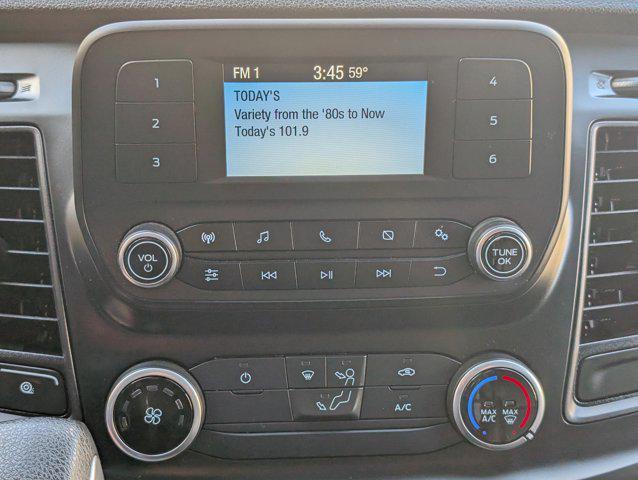 FM 1 3:45 59°
TODAY'S
Variety from the '80s to Now
Today's 101.9
1
2
3
4
5
6
VOL
TUNE
OK
A/C
MAX
A/C
MAX